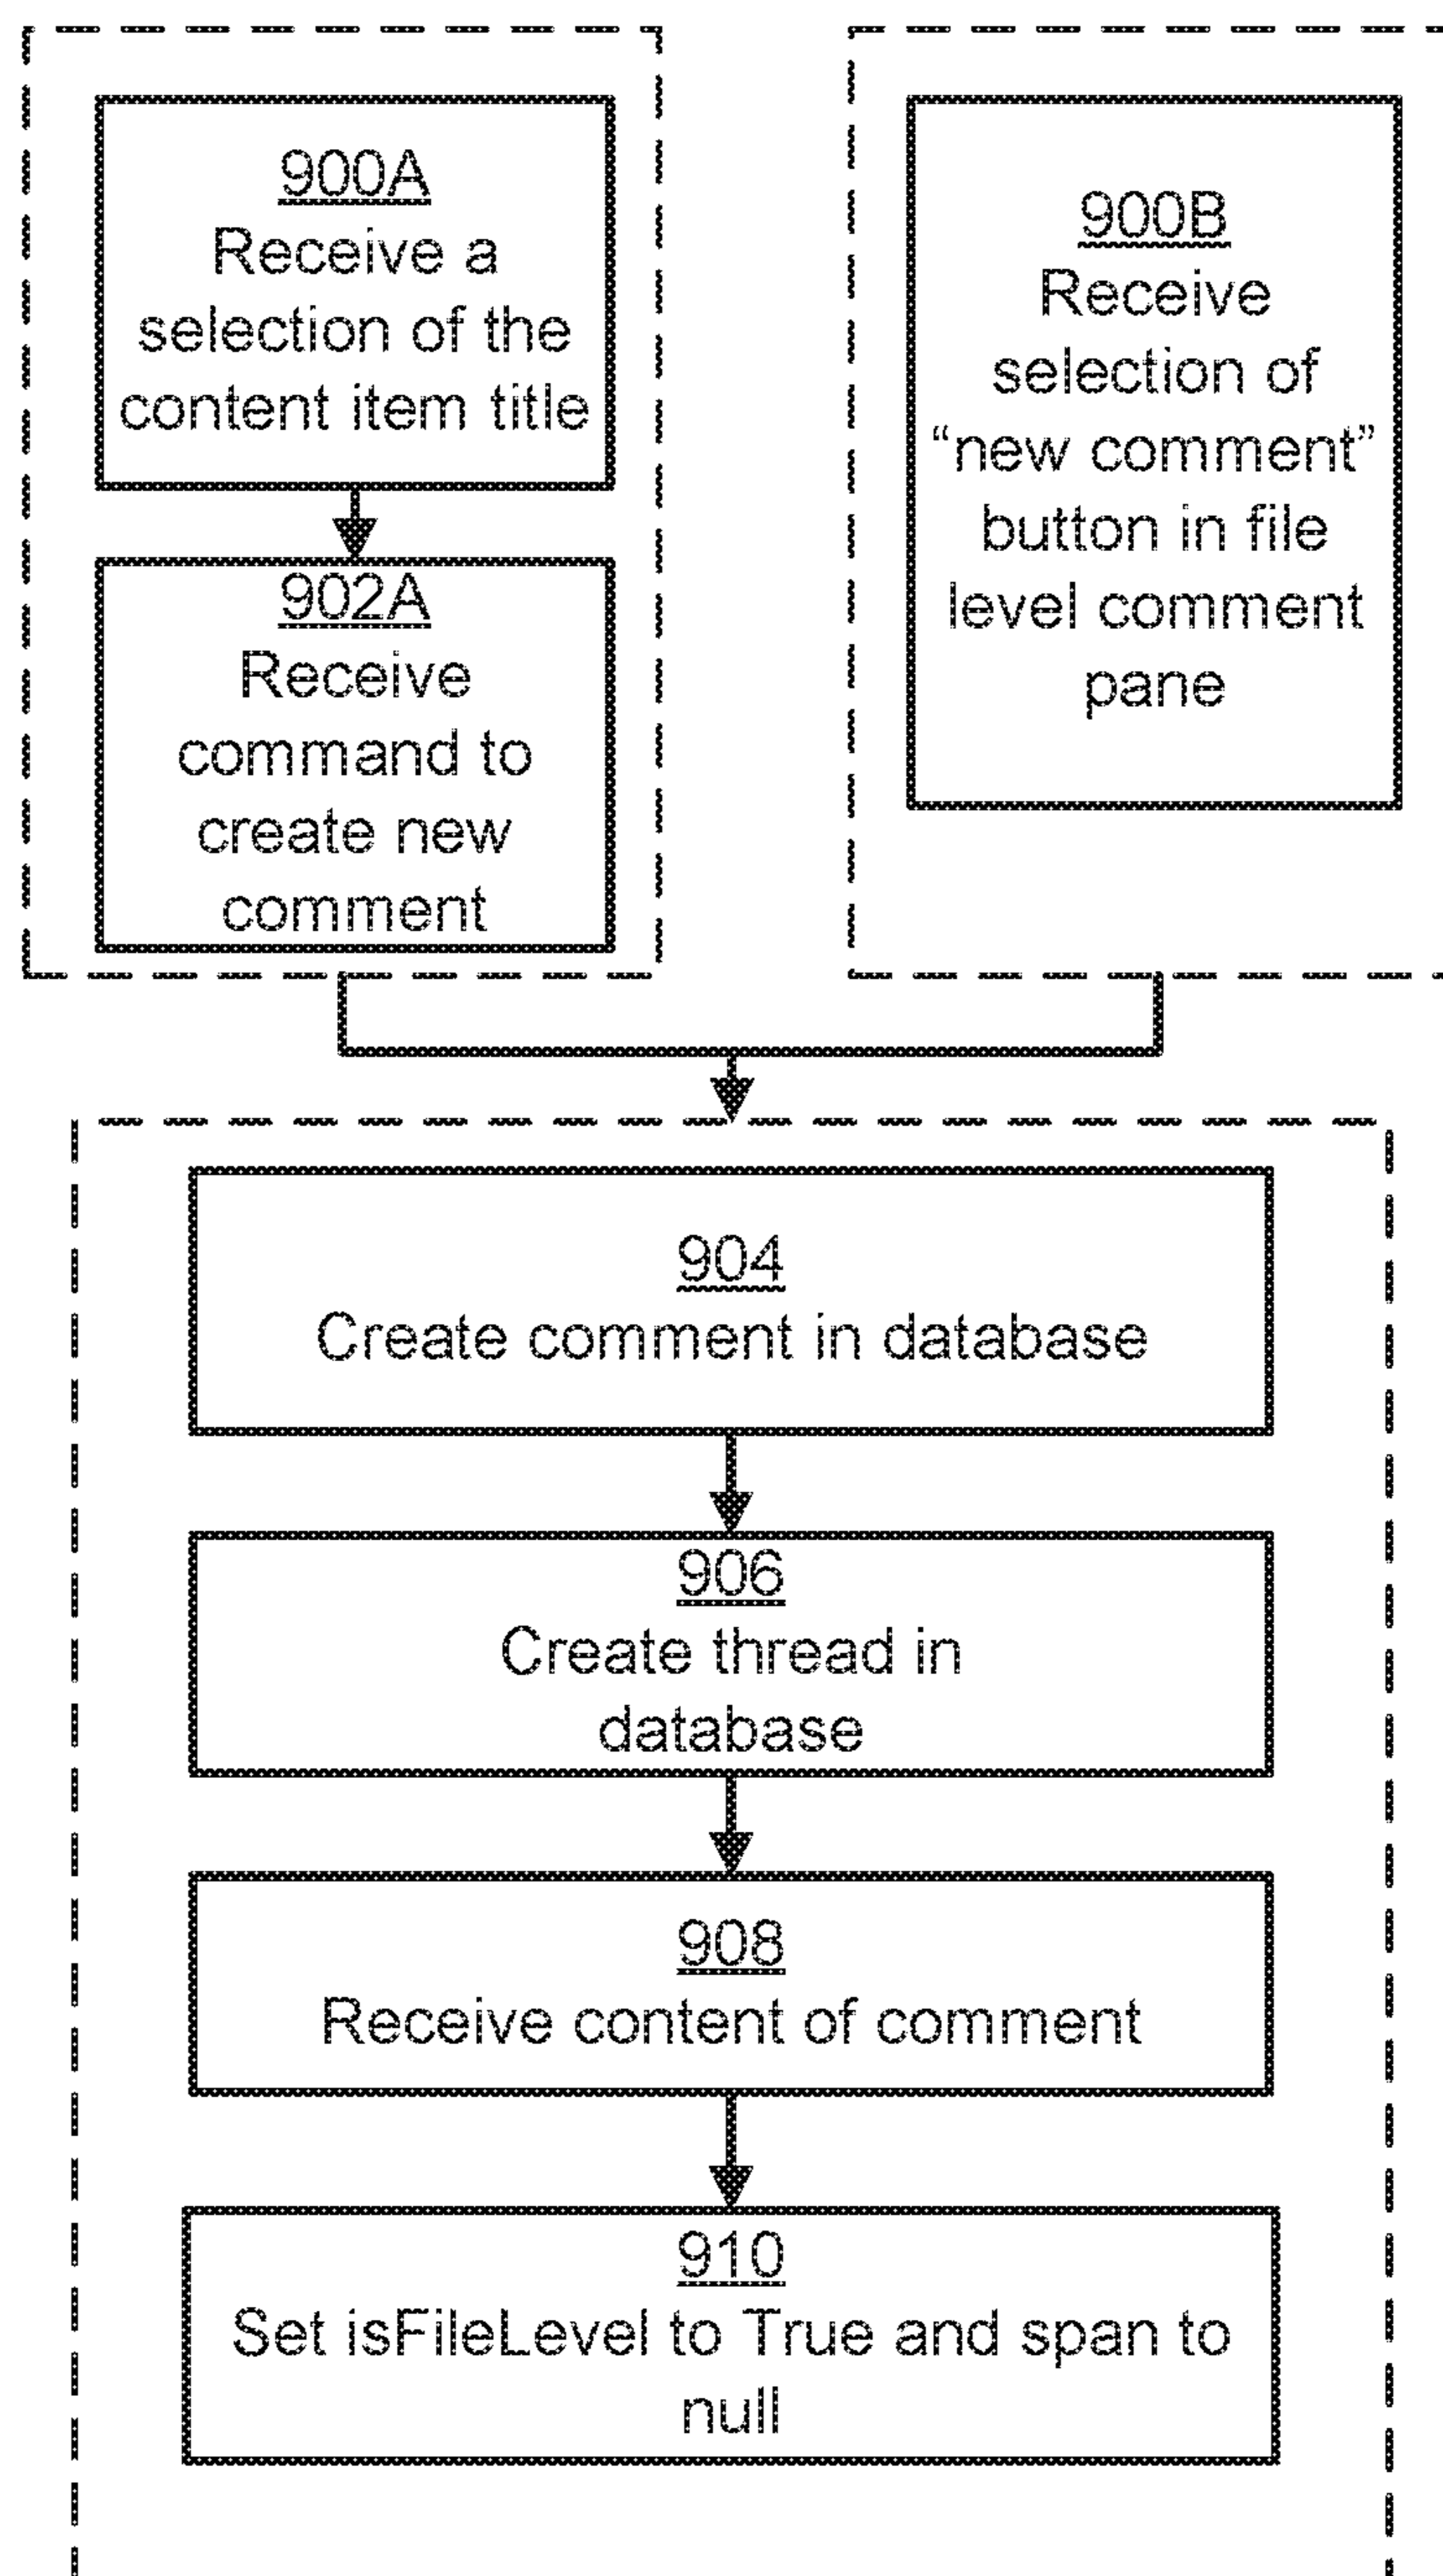 900A
Receive a
selection of the
content item title
902A
Receive
command to
create new
comment
900B
Receive
selection of
“new comment”
button in file
level comment
pane
904
Create comment in database
906
Create thread in
database
908
Receive content of comment
910
Set isFileLevel to True and span to
null